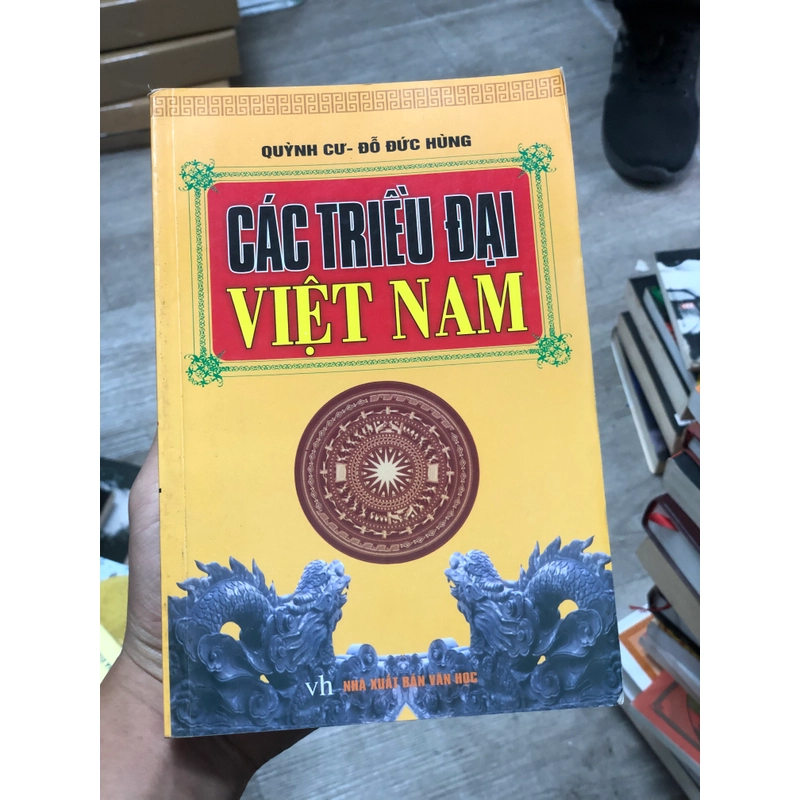 QUỲNH CƯ- ĐỖ ĐỨC HÙNG
CÁC TRIỀU ĐẠI
VIỆT NAM
vh NHÀ XUẤT BẢN VĂN HỌC